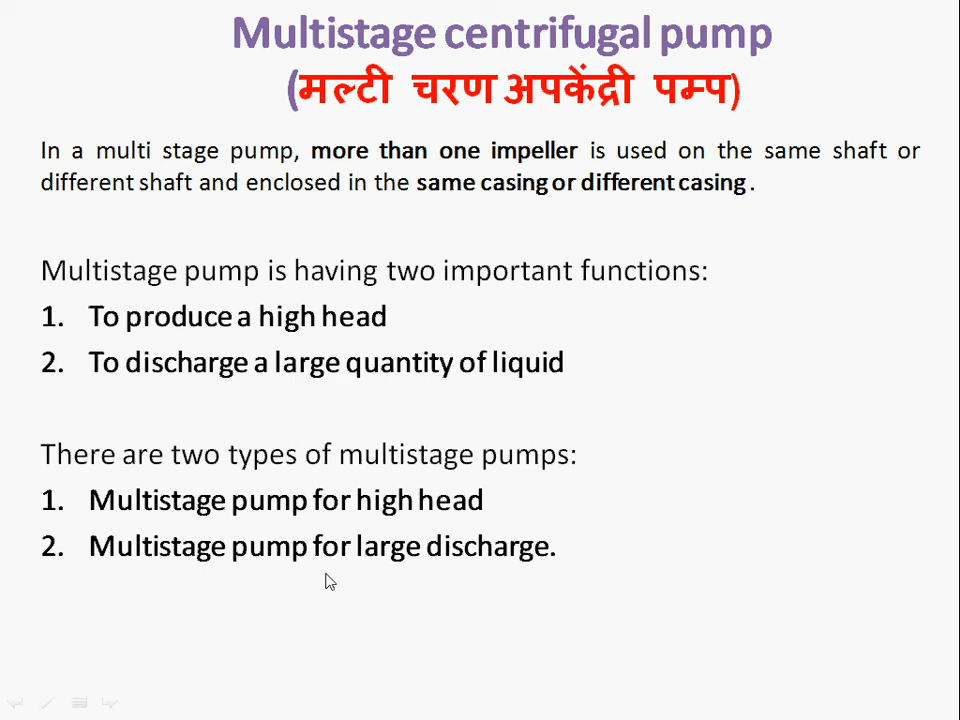 Multistage centrifugal pump
(मल्टी चरण अपकेंद्री पम्प)
In a multi stage pump, more than one impeller is used on the same shaft or
different shaft and enclosed in the same casing or different casing .
Multistage pump is having two important functions:
1. To produce a high head
2. To discharge a large quantity of liquid
There are two types of multistage pumps:
1. Multistage pump for high head
2. Multistage pump for large discharge.